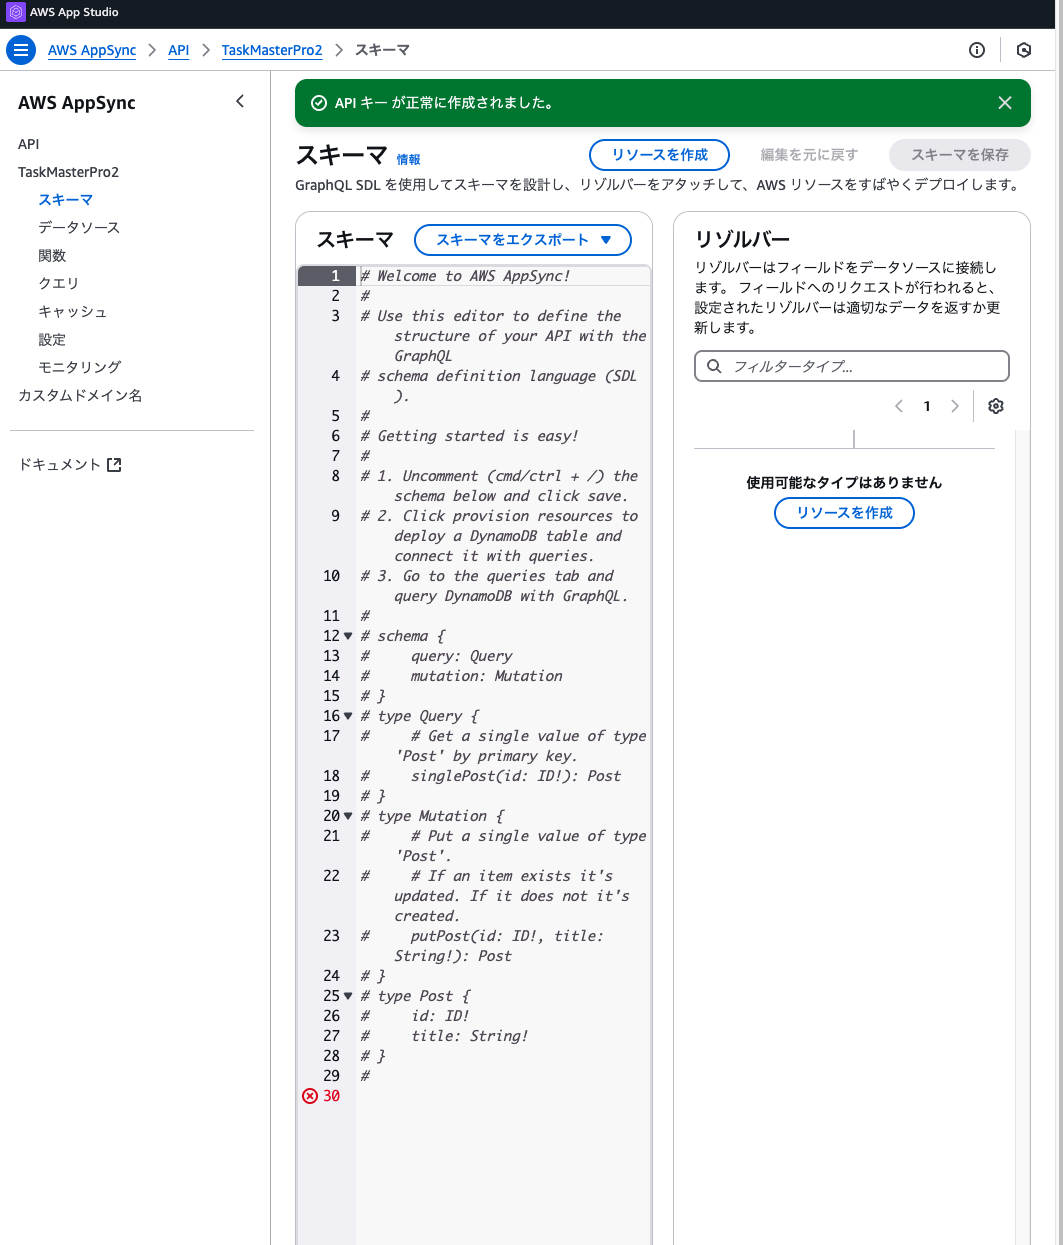 AWS App Studio
AWS AppSync > API > TaskMasterPro2 > スキーマ
AWS AppSync
API
TaskMasterPro2
スキーマ
データソース
関数
クエリ
キャッシュ
設定
モニタリング
カスタムドメイン名
ドキュメント
API キー が正常に作成されました。
スキーマ 情報
リソースを作成
編集を元に戻す
スキーマを保存
GraphQL SDL を使用してスキーマを設計し、リゾルバーをアタッチして、AWS リソースをすばやくデプロイします。
スキーマ
スキーマをエクスポート ▼
1 # Welcome to AWS AppSync!
2 #
3 # Use this editor to define the
structure of your API with the
GraphQL
4 # schema definition language (SDL
).
5 #
6 # Getting started is easy!
7 #
8 # 1. Uncomment (cmd/ctrl + /) the
schema below and click save.
9 # 2. Click provision resources to
deploy a DynamoDB table and
connect it with queries.
10 # 3. Go to the queries tab and
query DynamoDB with GraphQL.
11 #
12 # schema {
13 #     query: Query
14 #     mutation: Mutation
15 # }
16 # type Query {
17 #     # Get a single value of type
'Post' by primary key.
18 #     singlePost(id: ID!): Post
19 # }
20 # type Mutation {
21 #     # Put a single value of type
'Post'.
22 #     # If an item exists it's
updated. If it does not it's
created.
23 #     putPost(id: ID!, title:
String!): Post
24 # }
25 # type Post {
26 #     id: ID!
27 #     title: String!
28 # }
29 #
30
リゾルバー
リゾルバーはフィールドをデータソースに接続し
ます。 フィールドへのリクエストが行われると、
設定されたリゾルバーは適切なデータを返すか更
新します。
フィルタータイプ...
< 1 >
使用可能なタイプはありません
リソースを作成